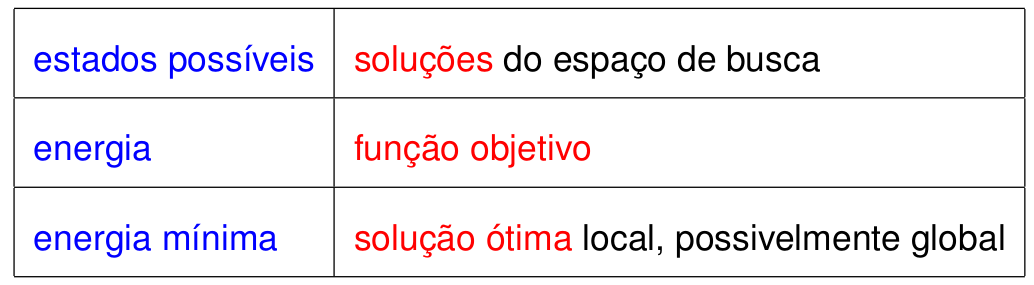 estados possíveis soluções do espaço de busca
energia função objetivo
energia mínima solução ótima local, possivelmente global